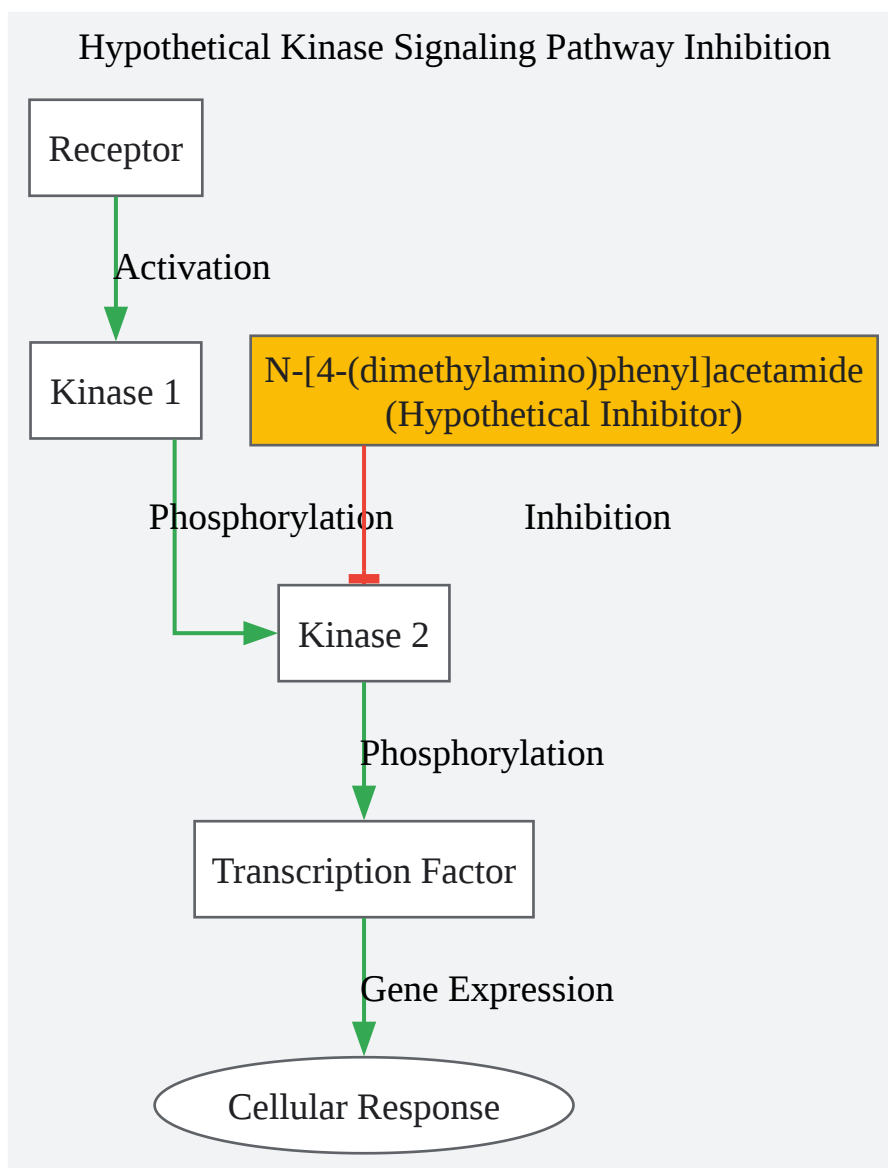 Hypothetical Kinase Signaling Pathway Inhibition
Receptor
Activation
Kinase 1
N-[4-(dimethylamino)phenyl]acetamide
(Hypothetical Inhibitor)
Phosphorylation
Inhibition
Kinase 2
Phosphorylation
Transcription Factor
Gene Expression
Cellular Response